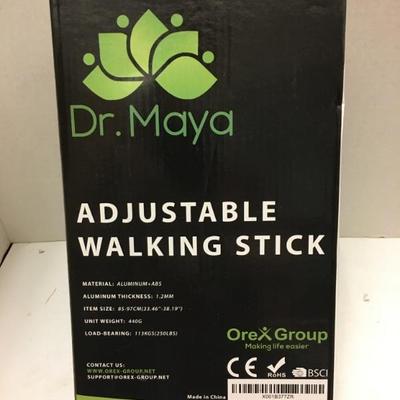 Dr. Maya
ADJUSTABLE
WALKING STICK
MATERIAL: ALUMINUM+ABS
ALUMINUM THICKNESS: 1.2MM
ITEM SIZE: 85-97CM(33.46"-38.19")
UNIT WEIGHT: 440G
LOAD-BEARING: 113KGS(250LBS)
OreX Group
Making life easier
CE RoHS BSCI
CONTACT US:
WWW.OREX-GROUP.NET
SUPPORT@OREX-GROUP.NET
Made in China
X001B377ZR